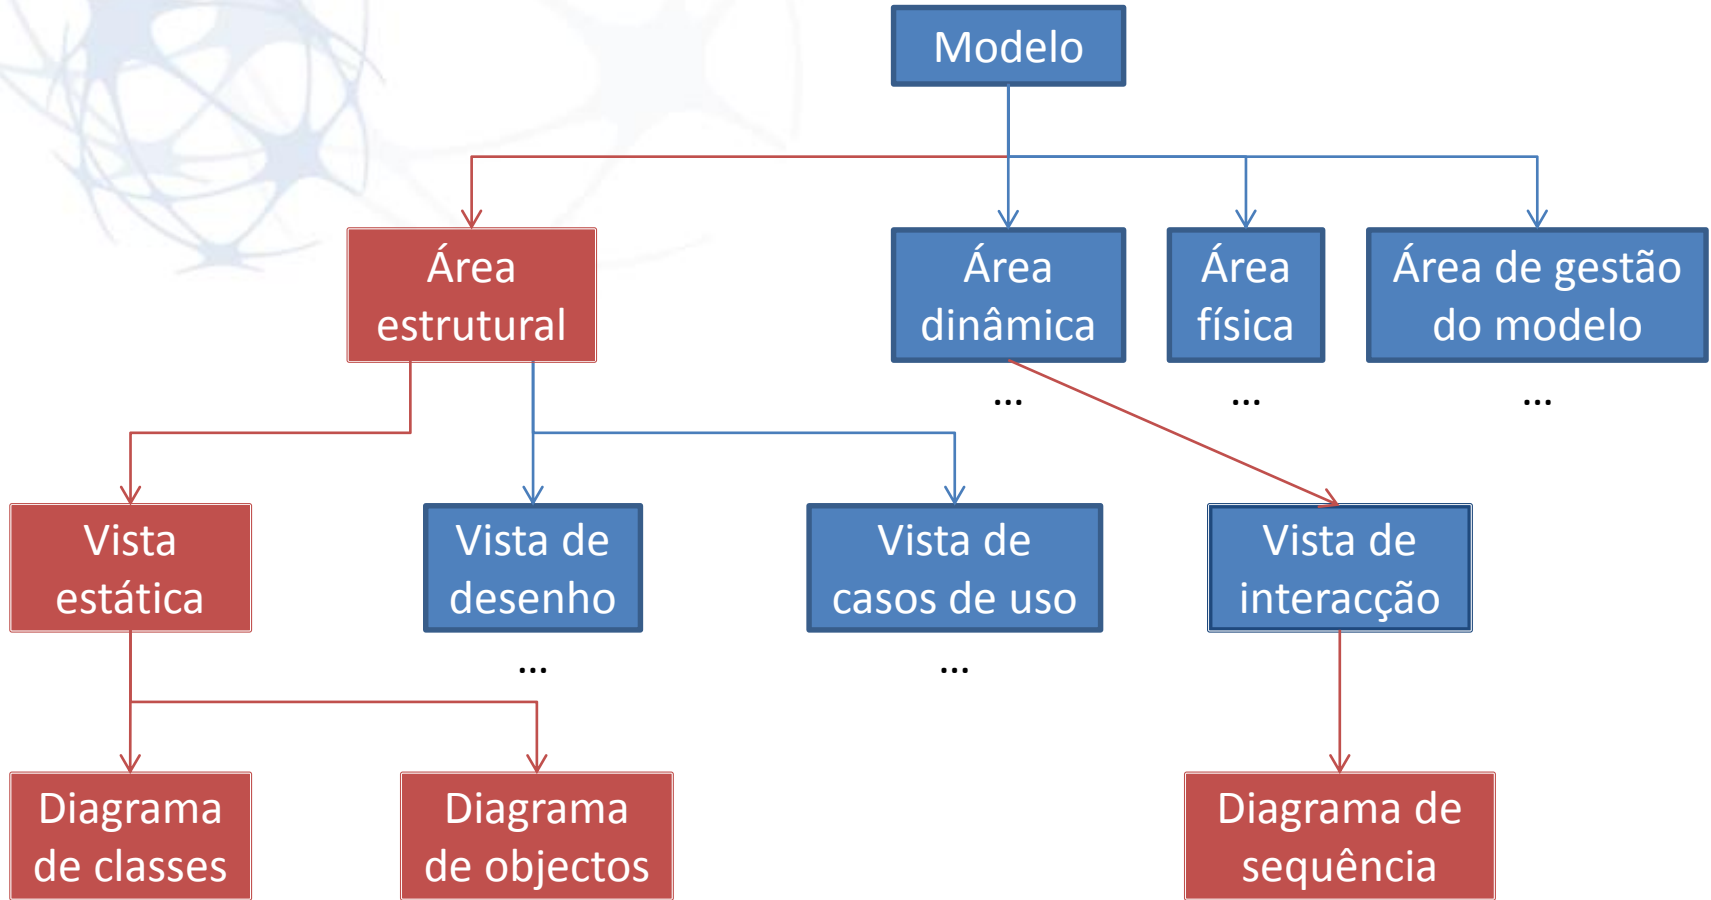 Modelo
Área
estrutural
Área
dinâmica
...
Área
física
...
Área de gestão
do modelo
...
Vista
estática
Vista de
desenho
...
Vista de
casos de uso
...
Vista de
interacção
Diagrama
de classes
Diagrama
de objectos
Diagrama de
sequência